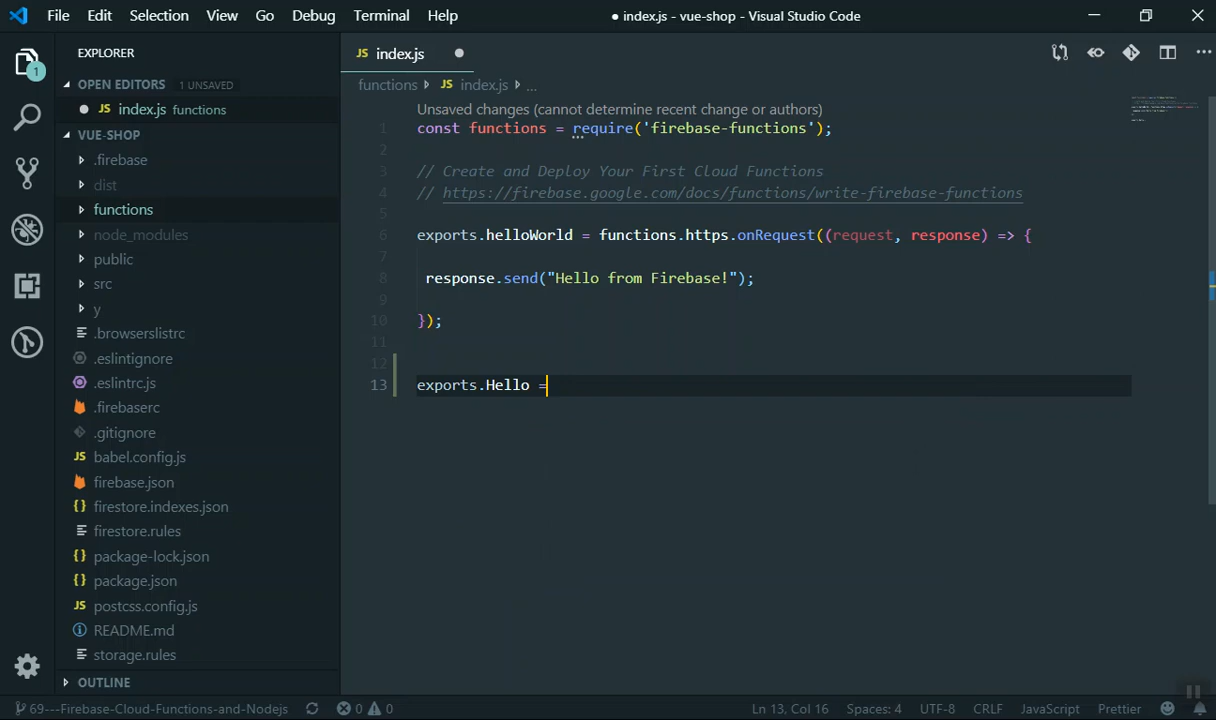 File Edit Selection View Go Debug Terminal Help
● index.js - vue-shop - Visual Studio Code
1
EXPLORER
OPEN EDITORS 1 UNSAVED
JS index.js functions
VUE-SHOP
.firebase
dist
functions
node_modules
public
src
y
.browserslistrc
.eslintignore
.eslintrc.js
.firebaserc
.gitignore
JS babel.config.js
firebase.json
{} firestore.indexes.json
firestore.rules
{} package-lock.json
{} package.json
JS postcss.config.js
README.md
storage.rules
OUTLINE
JS index.js
functions JS index.js ...
Unsaved changes (cannot determine recent change or authors)
1 const functions = require('firebase-functions');
2
3 // Create and Deploy Your First Cloud Functions
4 // https://firebase.google.com/docs/functions/write-firebase-functions
5
6 exports.helloWorld = functions.https.onRequest((request, response) => {
7
8 response.send("Hello from Firebase!");
9
10 });
11
12
13 exports.Hello =
69---Firebase-Cloud-Functions-and-Nodejs 0 0 Ln 13, Col 16 Spaces: 4 UTF-8 CRLF JavaScript Prettier